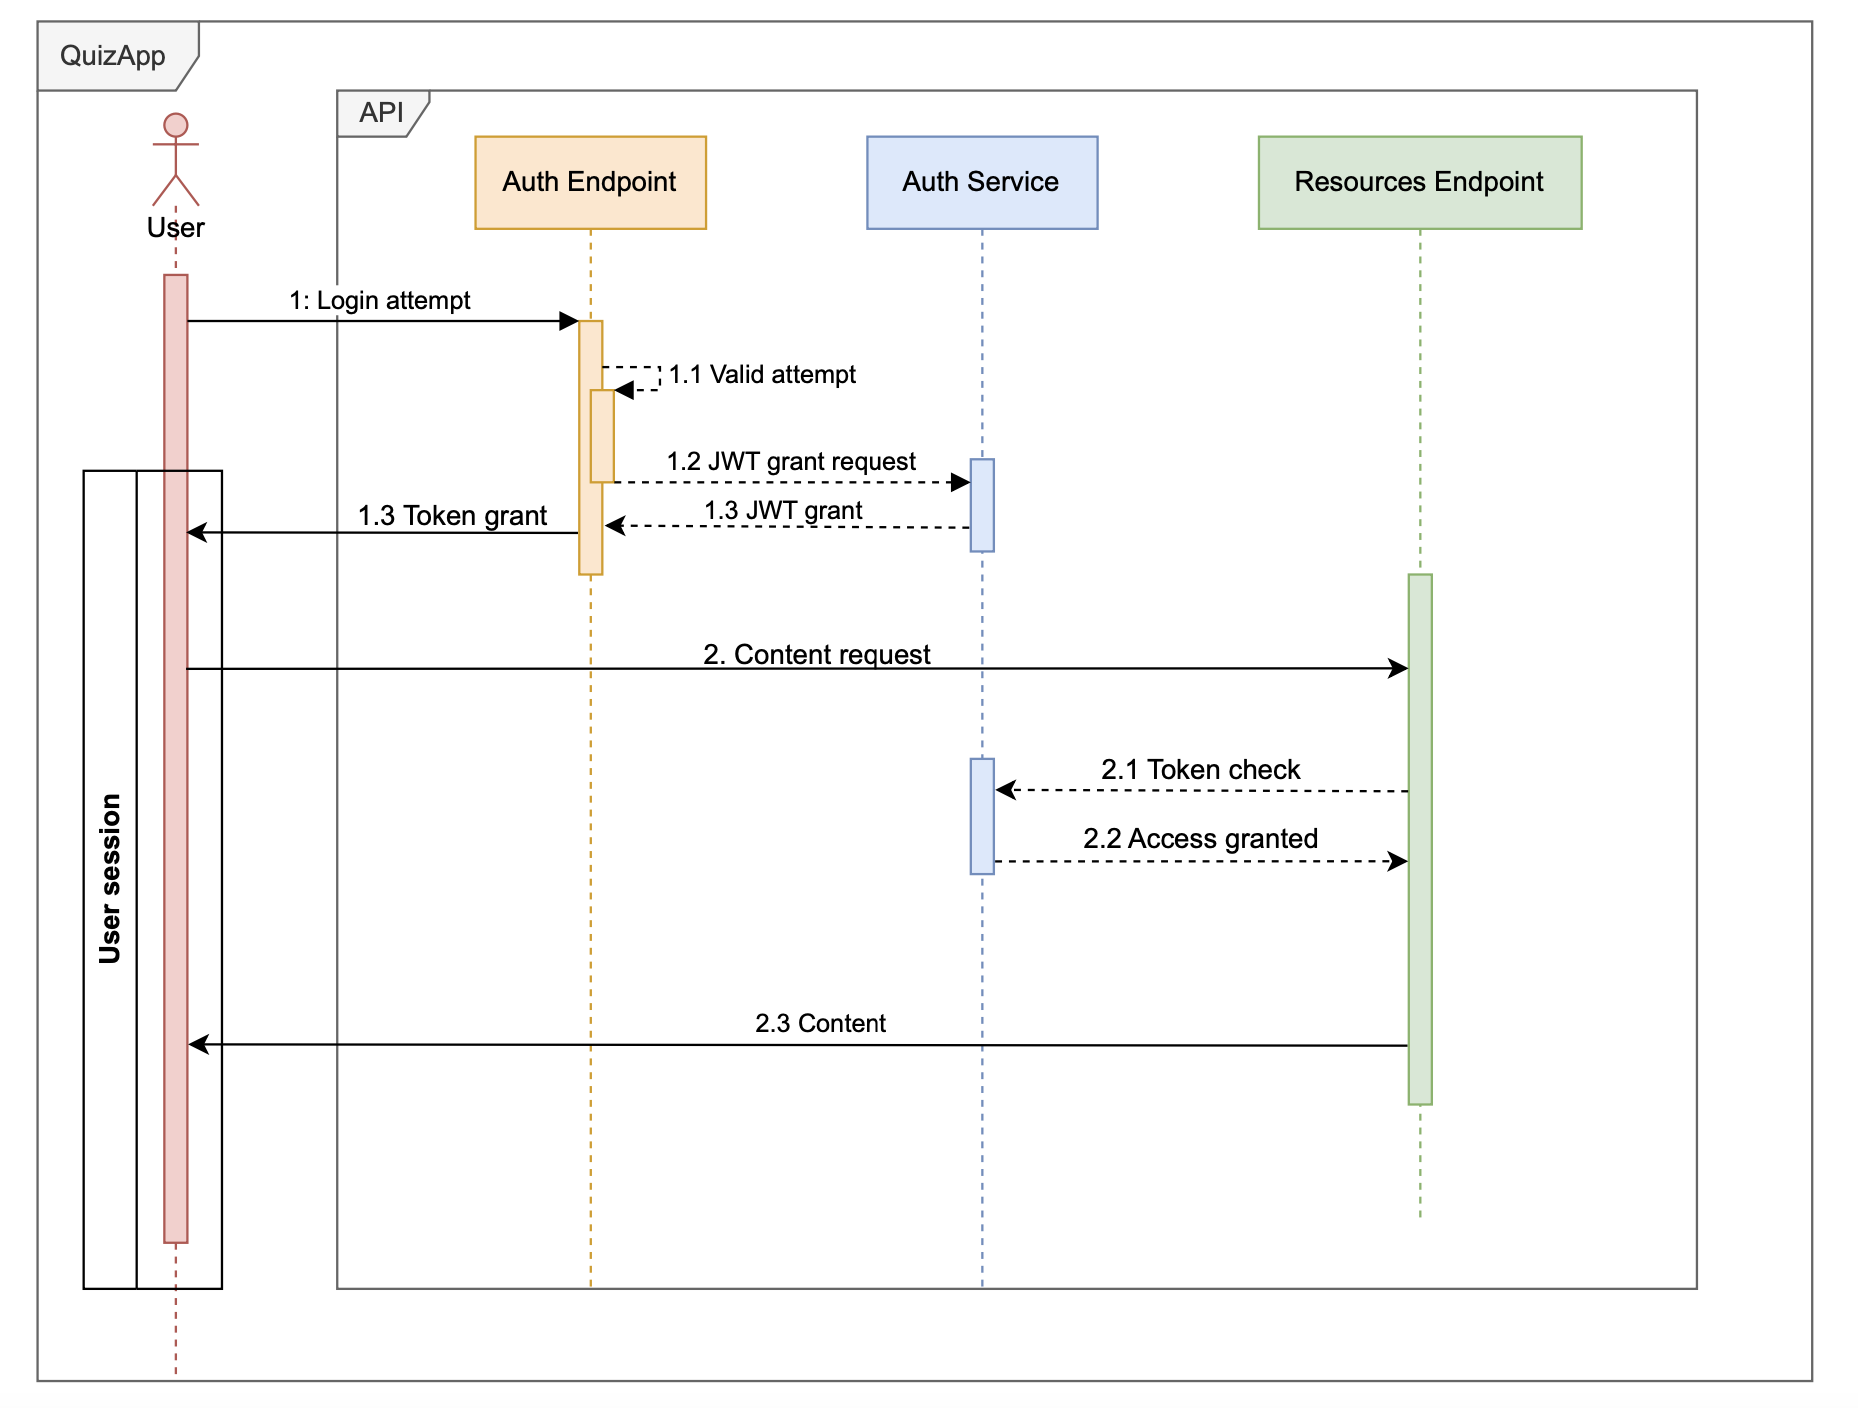 QuizApp
API
User
Auth Endpoint
Auth Service
Resources Endpoint
1: Login attempt
1.1 Valid attempt
1.2 JWT grant request
1.3 JWT grant
1.3 Token grant
2. Content request
2.1 Token check
2.2 Access granted
User session
2.3 Content